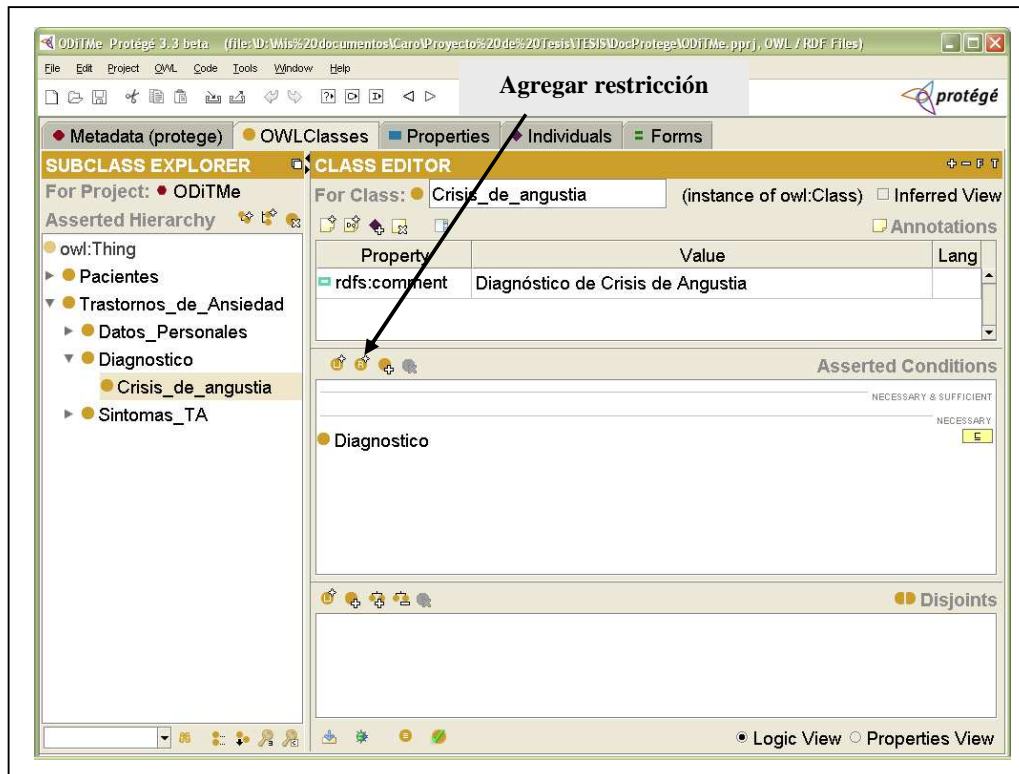 ODiTMe Protégé 3.3 beta (file:\D:\Mis%20documentos\Caro\Proyecto%20de%20Tesis\TESIS\DocProtege\ODiTMe.pprj, OWL / RDF Files)
File Edit Project OWL Code Tools Window Help
Agregar restricción
protégé
Metadata (protege) OWLClasses Properties Individuals Forms
SUBCLASS EXPLORER
For Project: ODiTMe
Asserted Hierarchy
owl:Thing
Pacientes
Trastornos_de_Ansiedad
Datos_Personales
Diagnostico
Crisis_de_angustia
Sintomas_TA
CLASS EDITOR
For Class: Crisis_de_angustia (instance of owl:Class) Inferred View
Annotations
Property Value Lang
rdfs:comment Diagnóstico de Crisis de Angustia
Asserted Conditions
NECESSARY & SUFFICIENT
NECESSARY
Diagnostico
Disjoints
Logic View Properties View